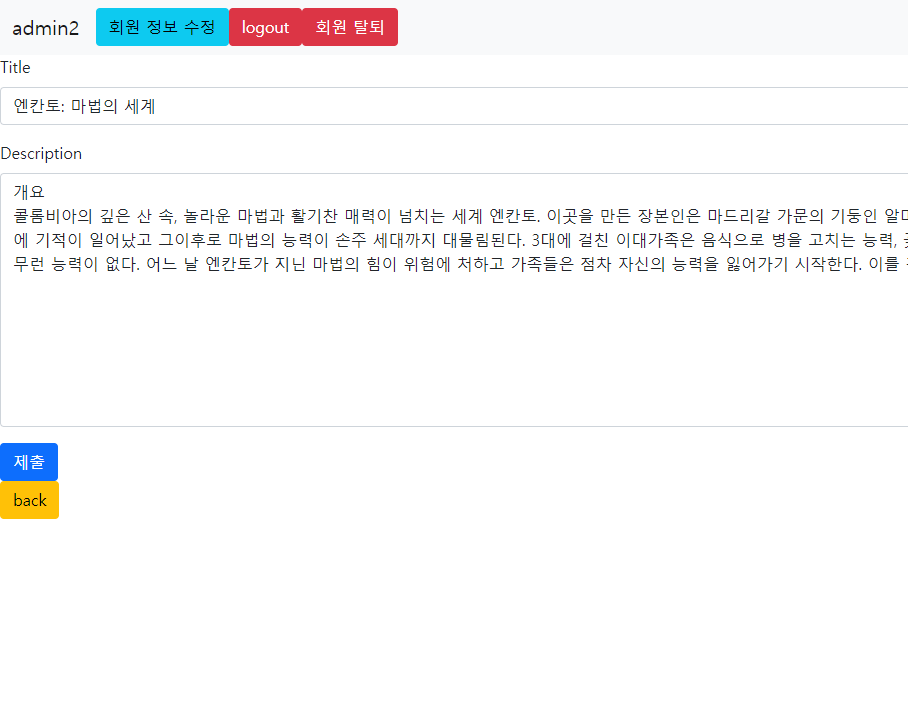 admin2 회원 정보 수정 logout 회원 탈퇴
Title
엔칸토: 마법의 세계
Description
개요
콜롬비아의 깊은 산 속, 놀라운 마법과 활기찬 매력이 넘치는 세계 엔칸토. 이곳을 만든 장본인은 마드리갈 가문의 기둥인
에 기적이 일어났고 그이후로 마법의 능력이 손주 세대까지 대물림된다. 3대에 걸친 이대가족은 음식으로 병을 고치는 능력,
무런 능력이 없다. 어느 날 엔칸토가 지닌 마법의 힘이 위험에 처하고 가족들은 점차 자신의 능력을 잃어가기 시작한다. 이를
제출
back